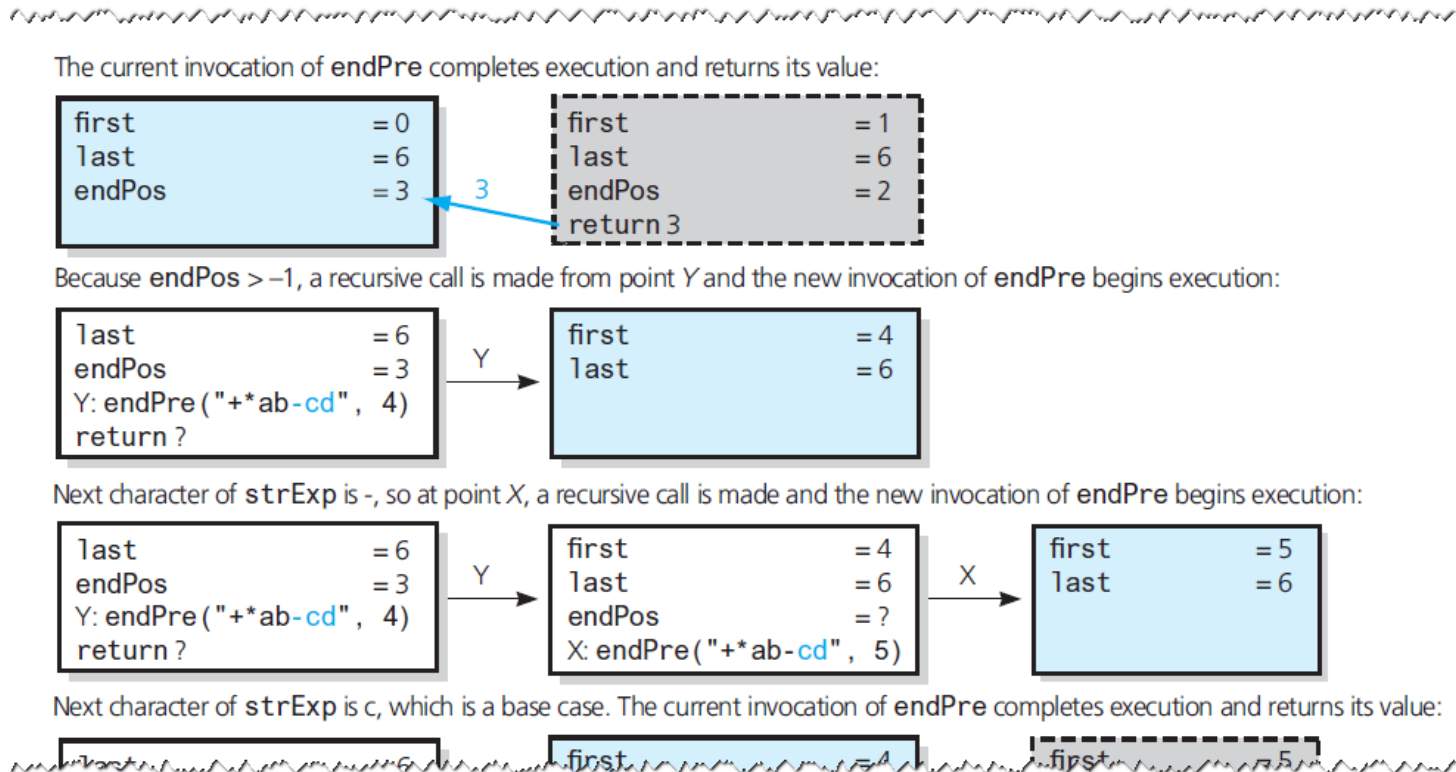 The current invocation of endPre completes execution and returns its value:
first = 0
last = 6
endPos = 3
3
first = 1
last = 6
endPos = 2
return 3
Because endPos > –1, a recursive call is made from point Y and the new invocation of endPre begins execution:
last = 6
endPos = 3
Y: endPre("+*ab-cd", 4)
return ?
Y
first = 4
last = 6
Next character of strExp is -, so at point X, a recursive call is made and the new invocation of endPre begins execution:
last = 6
endPos = 3
Y: endPre("+*ab-cd", 4)
return ?
Y
first = 4
last = 6
endPos = ?
X: endPre("+*ab-cd", 5)
X
first = 5
last = 6
Next character of strExp is c, which is a base case. The current invocation of endPre completes execution and returns its value:
last = 6
first = 4
first = 5